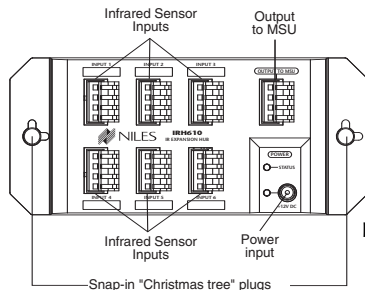 Infrared Sensor
Inputs
Output
to MSU
INPUT 1
INPUT 2
INPUT 3
OUTPUT TO MSU
NILES
IRH610
IR EXPANSION HUB
POWER
STATUS
+12V DC
INPUT 4
INPUT 5
INPUT 6
Infrared Sensor
Inputs
Power
input
Snap-in "Christmas tree" plugs